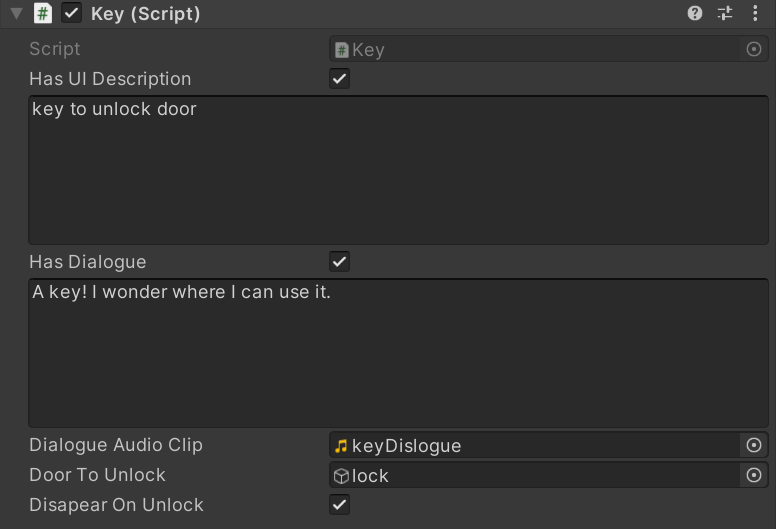 Key (Script)
Script
Key
Has UI Description
key to unlock door
Has Dialogue
A key! I wonder where I can use it.
Dialogue Audio Clip
keyDislogue
Door To Unlock
lock
Disapear On Unlock